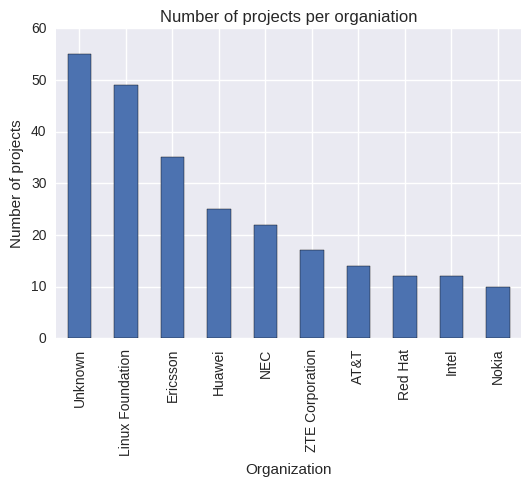 Number of projects per organiation
60
50
40
30
20
10
0
Number of projects
Unknown
Linux Foundation
Ericsson
Huawei
NEC
ZTE Corporation
AT&T
Red Hat
Intel
Nokia
Organization